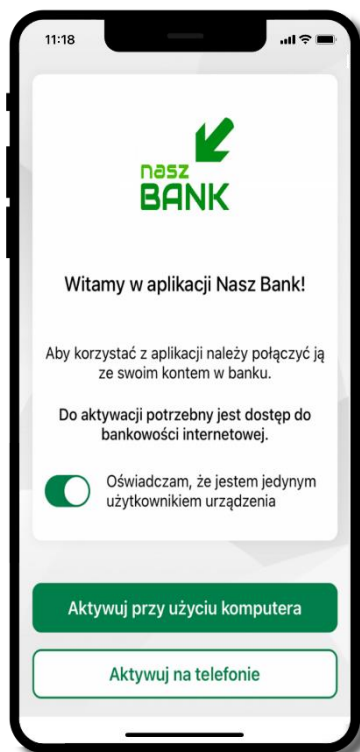 11:18
nasz
BANK
Witamy w aplikacji Nasz Bank!
Aby korzystać z aplikacji należy połączyć ją
ze swoim kontem w banku.
Do aktywacji potrzebny jest dostęp do
bankowości internetowej.
Oświadczam, że jestem jedynym
użytkownikiem urządzenia
Aktywuj przy użyciu komputera
Aktywuj na telefonie